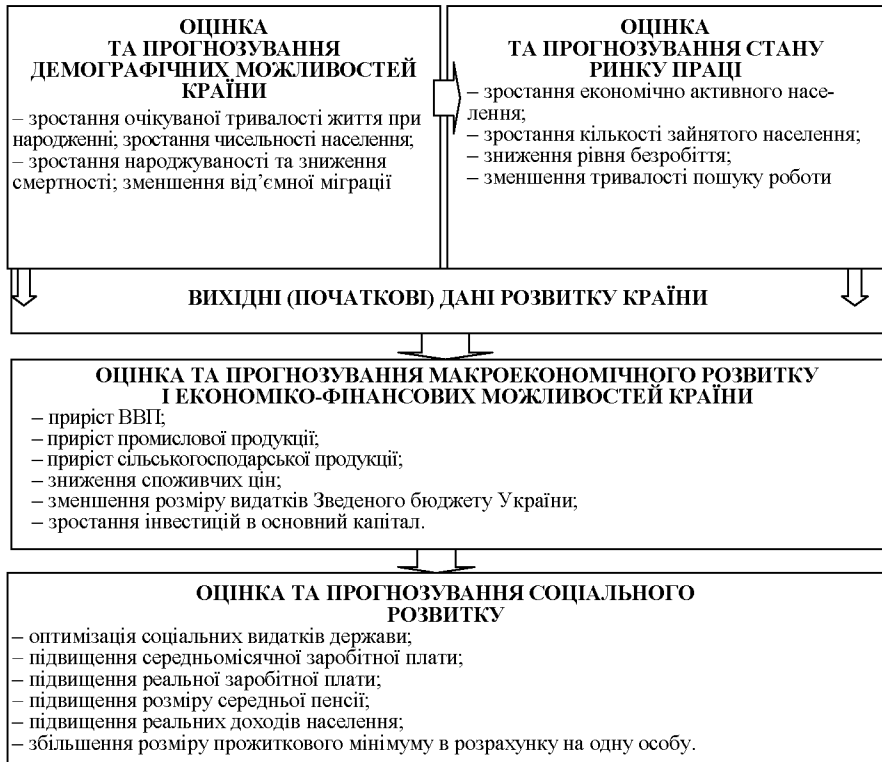 ОЦІНКА
ТА ПРОГНОЗУВАННЯ
ДЕМОГРАФІЧНИХ МОЖЛИВОСТЕЙ
КРАЇНИ
– зростання очікуваної тривалості життя при
народженні; зростання чисельності населення;
– зростання народжуваності та зниження
смертності; зменшення від’ємної міграції
ОЦІНКА
ТА ПРОГНОЗУВАННЯ СТАНУ
РИНКУ ПРАЦІ
– зростання економічно активного насе-
лення;
– зростання кількості зайнятого населення;
– зниження рівня безробіття;
– зменшення тривалості пошуку роботи
ВИХІДНІ (ПОЧАТКОВІ) ДАНІ РОЗВИТКУ КРАЇНИ
ОЦІНКА ТА ПРОГНОЗУВАННЯ МАКРОЕКОНОМІЧНОГО РОЗВИТКУ
І ЕКОНОМІКО-ФІНАНСОВИХ МОЖЛИВОСТЕЙ КРАЇНИ
– приріст ВВП;
– приріст промислової продукції;
– приріст сільськогосподарської продукції;
– зниження споживчих цін;
– зменшення розміру видатків Зведеного бюджету України;
– зростання інвестицій в основний капітал.
ОЦІНКА ТА ПРОГНОЗУВАННЯ СОЦІАЛЬНОГО
РОЗВИТКУ
– оптимізація соціальних видатків держави;
– підвищення середньомісячної заробітної плати;
– підвищення реальної заробітної плати;
– підвищення розміру середньої пенсії;
– підвищення реальних доходів населення;
– збільшення розміру прожиткового мінімуму в розрахунку на одну особу.